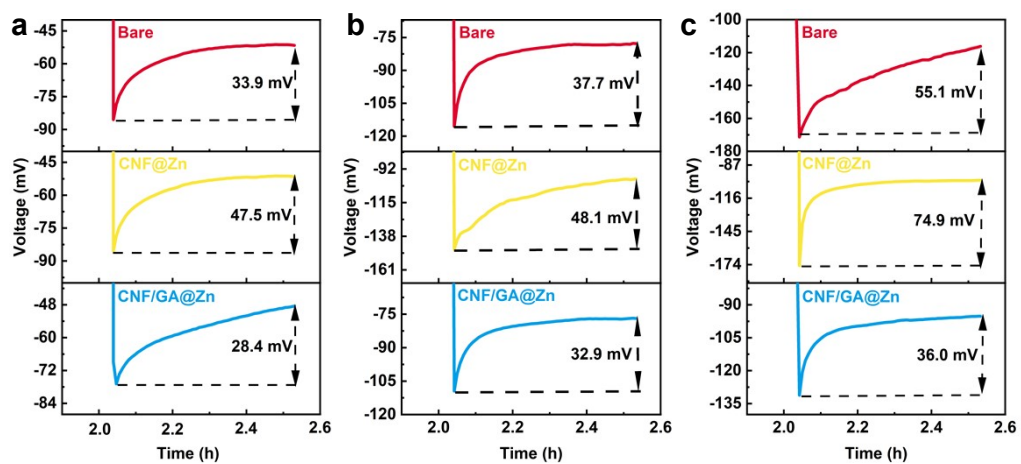 a
Bare
33.9 mV
-45
-60
-75
-90
CNF@Zn
47.5 mV
-45
-60
-75
-90
CNF/GA@Zn
28.4 mV
-48
-60
-72
-84
Voltage (mV)
2.0
2.2
2.4
2.6
Time (h)
b
Bare
37.7 mV
-75
-90
-105
-120
CNF@Zn
48.1 mV
-92
-115
-138
-161
CNF/GA@Zn
32.9 mV
-75
-90
-105
-120
Voltage (mV)
2.0
2.2
2.4
2.6
Time (h)
c
Bare
55.1 mV
-100
-120
-140
-160
-180
CNF@Zn
74.9 mV
-87
-116
-145
-174
CNF/GA@Zn
36.0 mV
-90
-105
-120
-135
Voltage (mV)
2.0
2.2
2.4
2.6
Time (h)